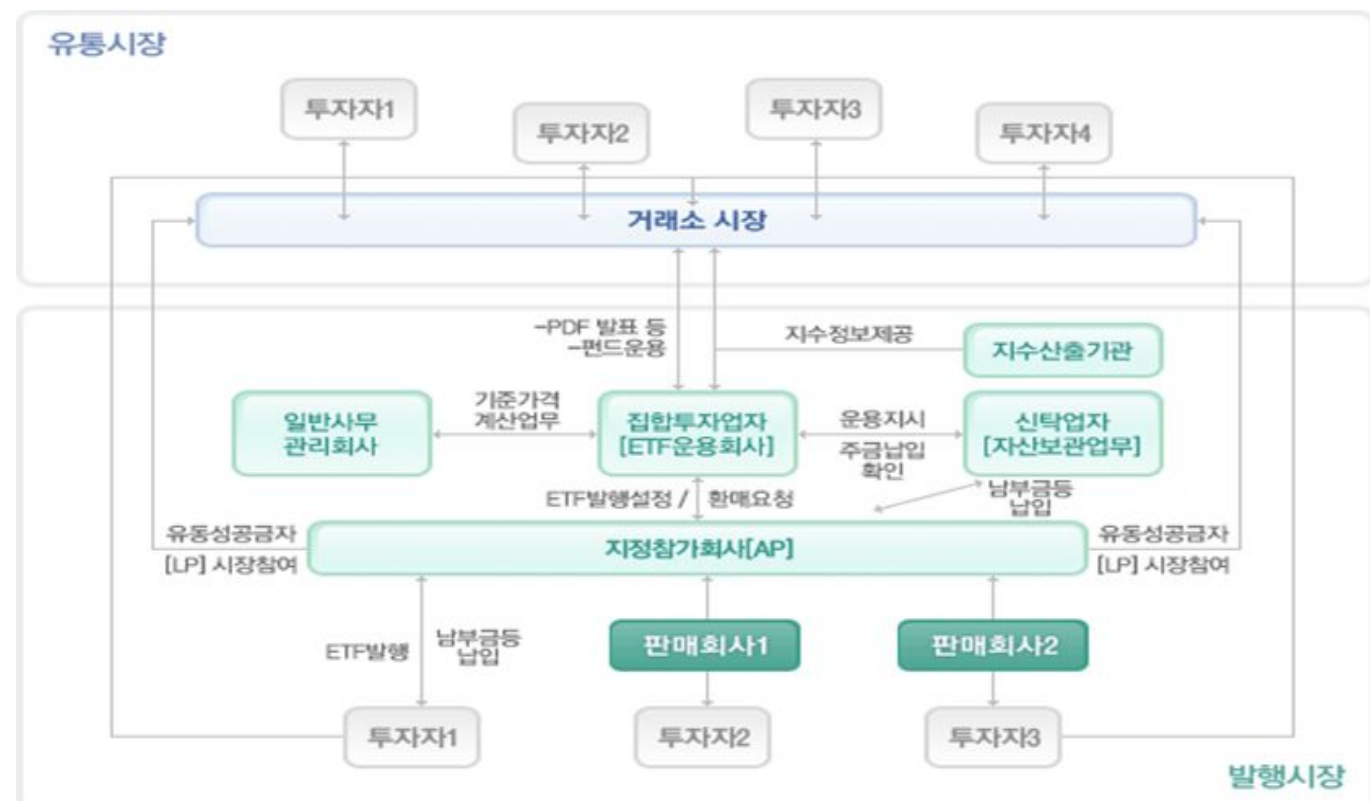 유통시장
투자자1
투자자2
투자자3
투자자4
거래소 시장
-PDF 발표 등
-펀드운용
지수정보제공
지수산출기관
일반사무
관리회사
기준가격
계산업무
집합투자업자
[ETF운용회사]
운용지시
주금납입
확인
신탁업자
[자산보관업무]
ETF발행설정 / 환매요청
남부금등
납입
유동성공급자
[LP] 시장참여
지정참가회사[AP]
유동성공급자
[LP] 시장참여
ETF발행
남부금등
납입
판매회사1
판매회사2
투자자1
투자자2
투자자3
발행시장